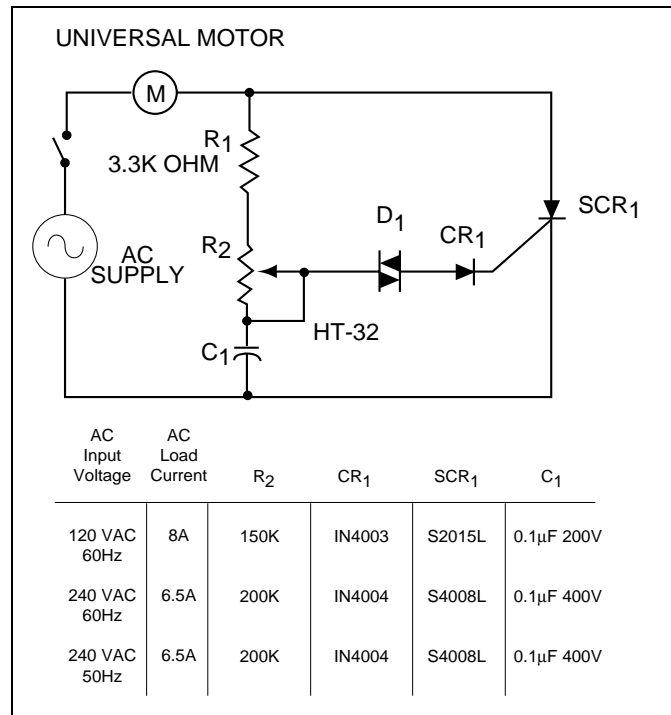 UNIVERSAL MOTOR
M
R1
3.3K OHM
D1
SCR1
CR1
R2
AC
SUPPLY
HT-32
C1
AC Input Voltage | AC Load Current | R2 | CR1 | SCR1 | C1
120 VAC 60Hz | 8A | 150K | IN4003 | S2015L | 0.1µF 200V
240 VAC 60Hz | 6.5A | 200K | IN4004 | S4008L | 0.1µF 400V
240 VAC 50Hz | 6.5A | 200K | IN4004 | S4008L | 0.1µF 400V